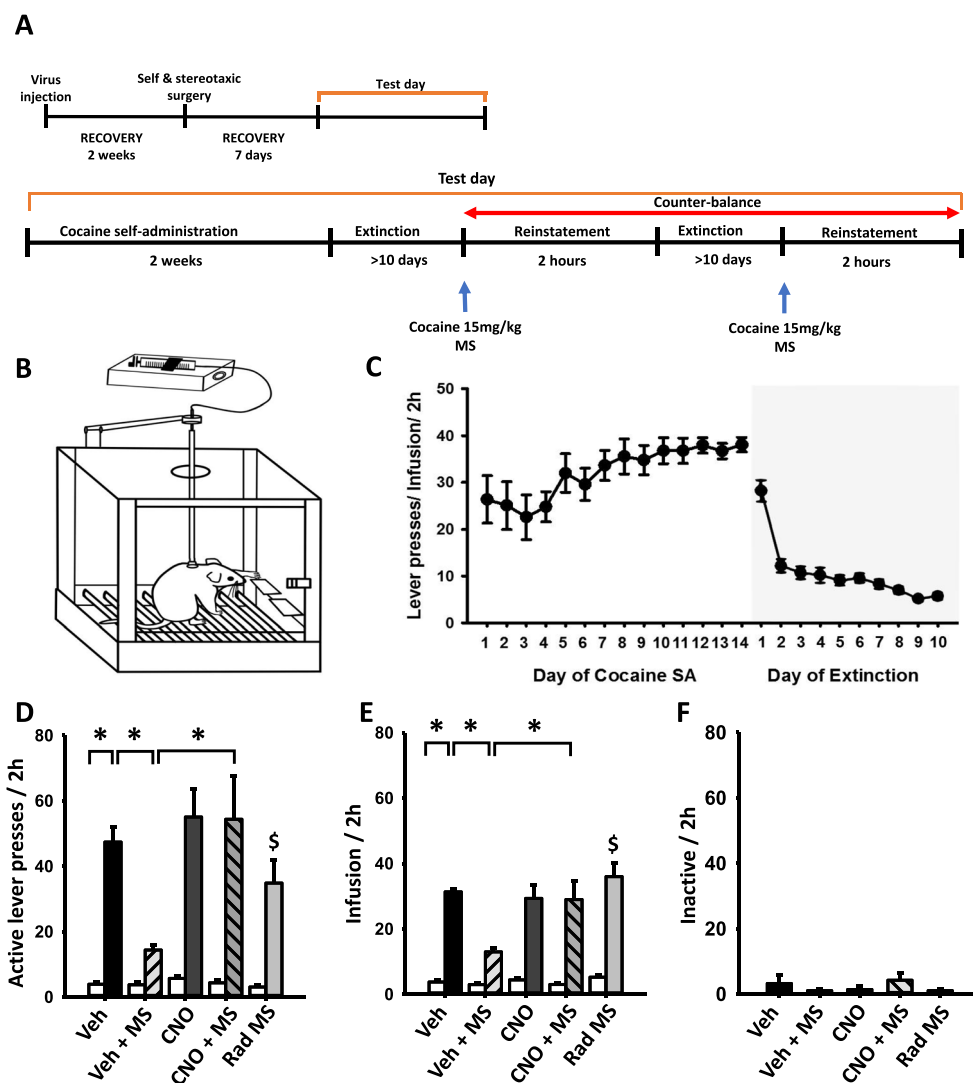 A
Virus
injection
Self & stereotaxic
surgery
Test day
RECOVERY
2 weeks
RECOVERY
7 days
Test day
Counter-balance
Cocaine self-administration
Extinction
Reinstatement
Extinction
Reinstatement
2 weeks
>10 days
2 hours
>10 days
2 hours
Cocaine 15mg/kg
MS
Cocaine 15mg/kg
MS
B
C
Lever presses/ Infusion/ 2h
50
40
30
20
10
0
1 2 3 4 5 6 7 8 9 10 11 12 13 14
1 2 3 4 5 6 7 8 9 10
Day of Cocaine SA
Day of Extinction
D
Active lever presses / 2h
80
60
40
20
0
* * *
$
Veh
Veh + MS
CNO
CNO + MS
Rad MS
E
Infusion / 2h
80
60
40
20
0
* * *
$
Veh
Veh + MS
CNO
CNO + MS
Rad MS
F
Inactive / 2h
80
60
40
20
0
Veh
Veh + MS
CNO
CNO + MS
Rad MS